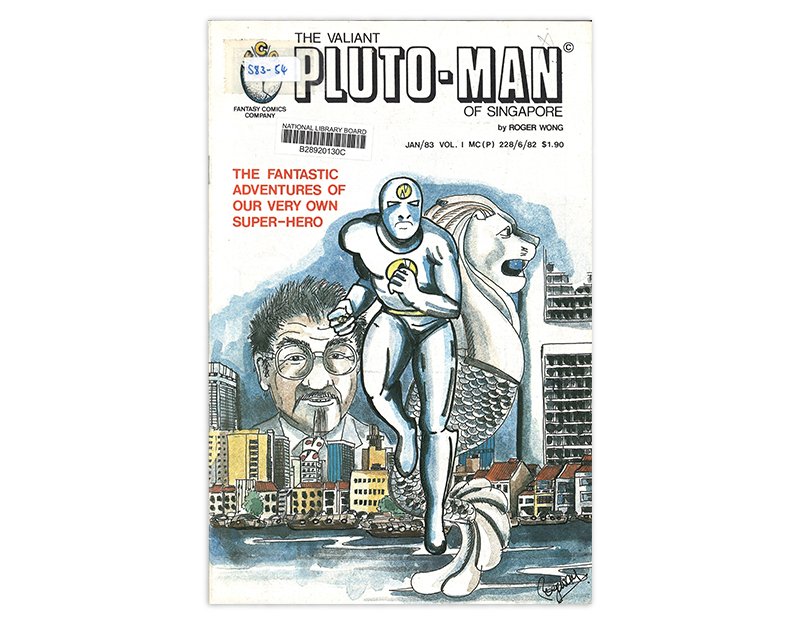 THE VALIANT
PLUTO-MAN©
OF SINGAPORE
by ROGER WONG
S83-54
FANTASY COMICS
COMPANY
NATIONAL LIBRARY BOARD
B28920130C
JAN/83 VOL. I MC(P) 228/6/82 $1.90
THE FANTASTIC
ADVENTURES OF
OUR VERY OWN
SUPER-HERO
N